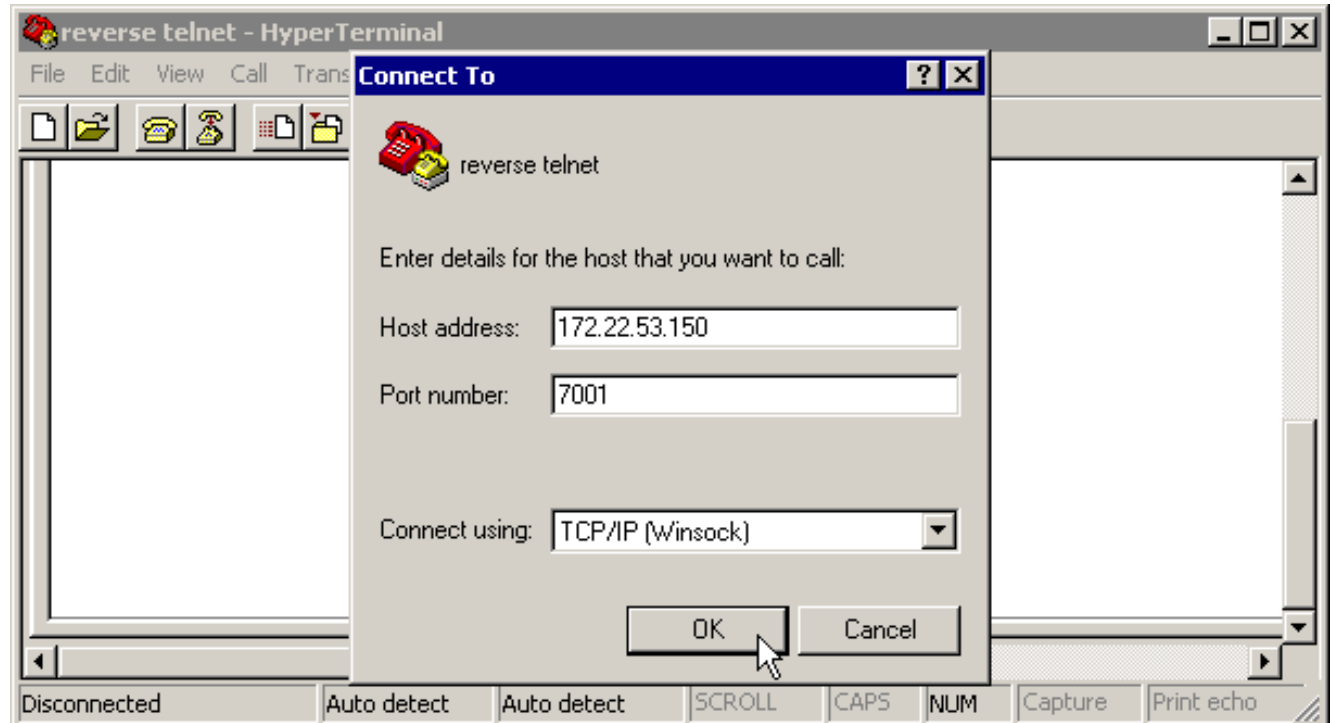 reverse telnet - HyperTerminal
File Edit View Call Trans
Connect To
reverse telnet
Enter details for the host that you want to call:
Host address: 172.22.53.150
Port number: 7001
Connect using: TCP/IP (Winsock)
OK Cancel
Disconnected Auto detect Auto detect SCROLL CAPS NUM Capture Print echo